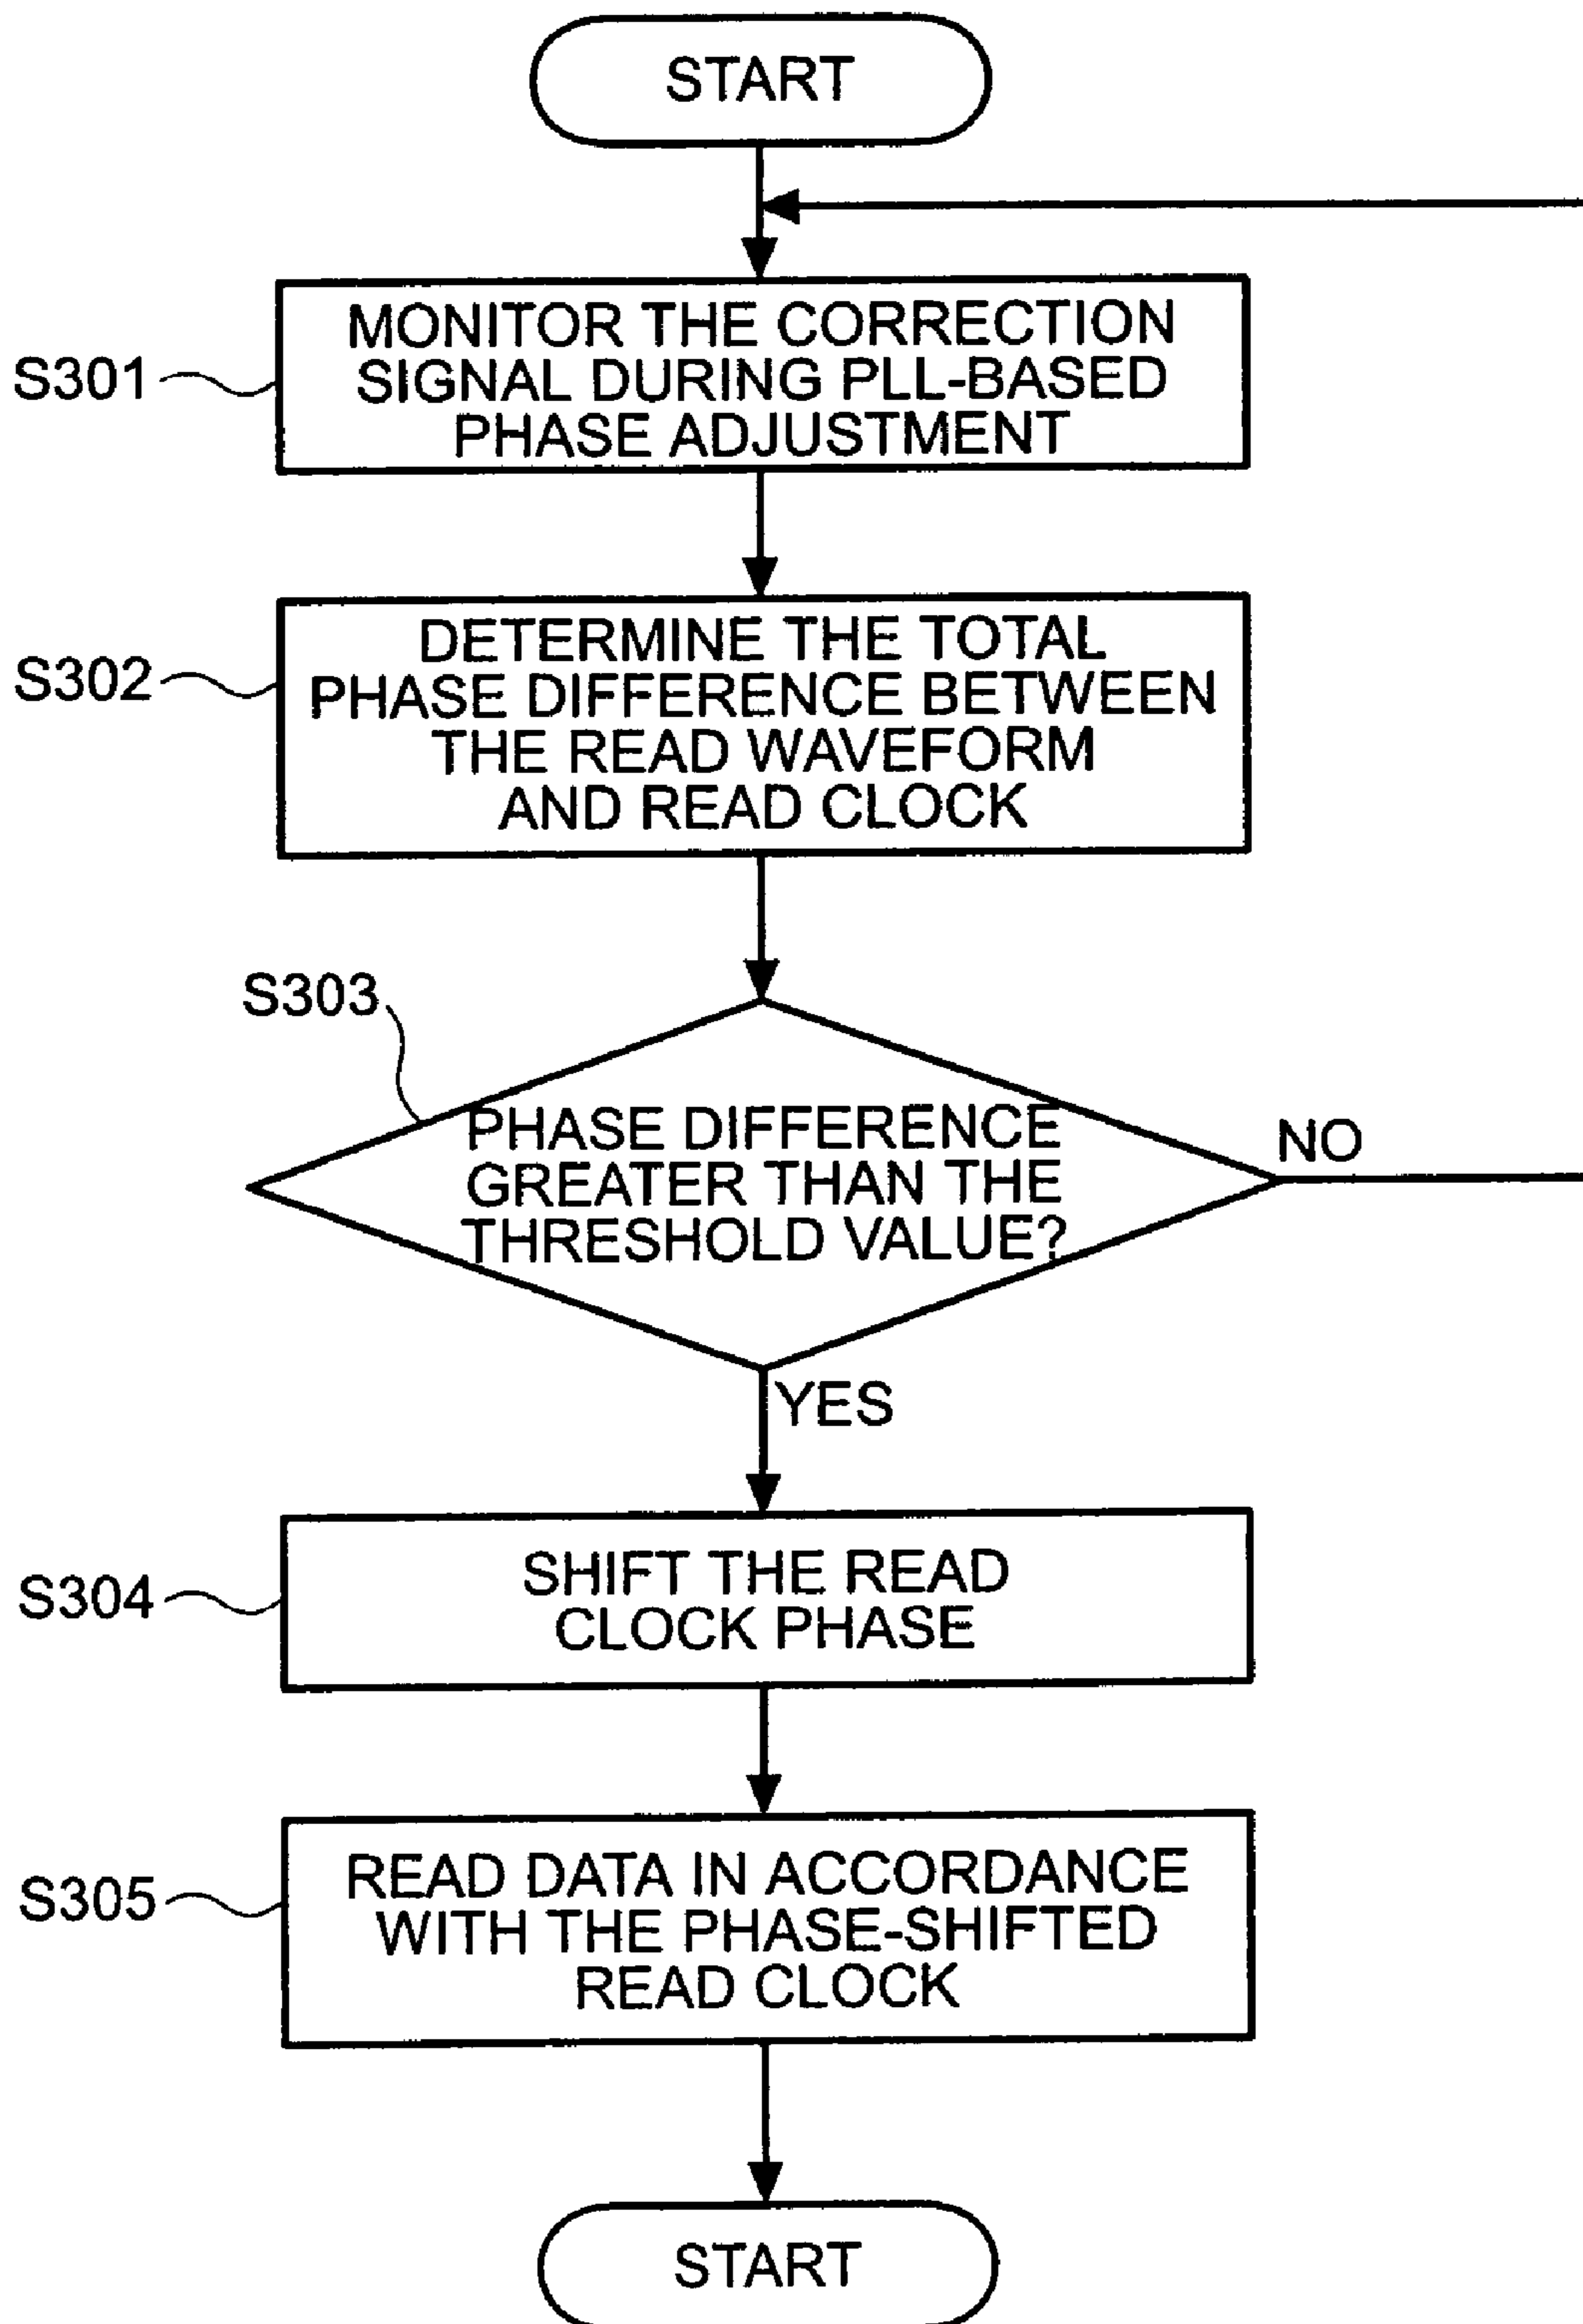 START
S301
MONITOR THE CORRECTION
SIGNAL DURING PLL-BASED
PHASE ADJUSTMENT
S302
DETERMINE THE TOTAL
PHASE DIFFERENCE BETWEEN
THE READ WAVEFORM
AND READ CLOCK
S303
PHASE DIFFERENCE
GREATER THAN THE
THRESHOLD VALUE?
NO
YES
S304
SHIFT THE READ
CLOCK PHASE
S305
READ DATA IN ACCORDANCE
WITH THE PHASE-SHIFTED
READ CLOCK
START